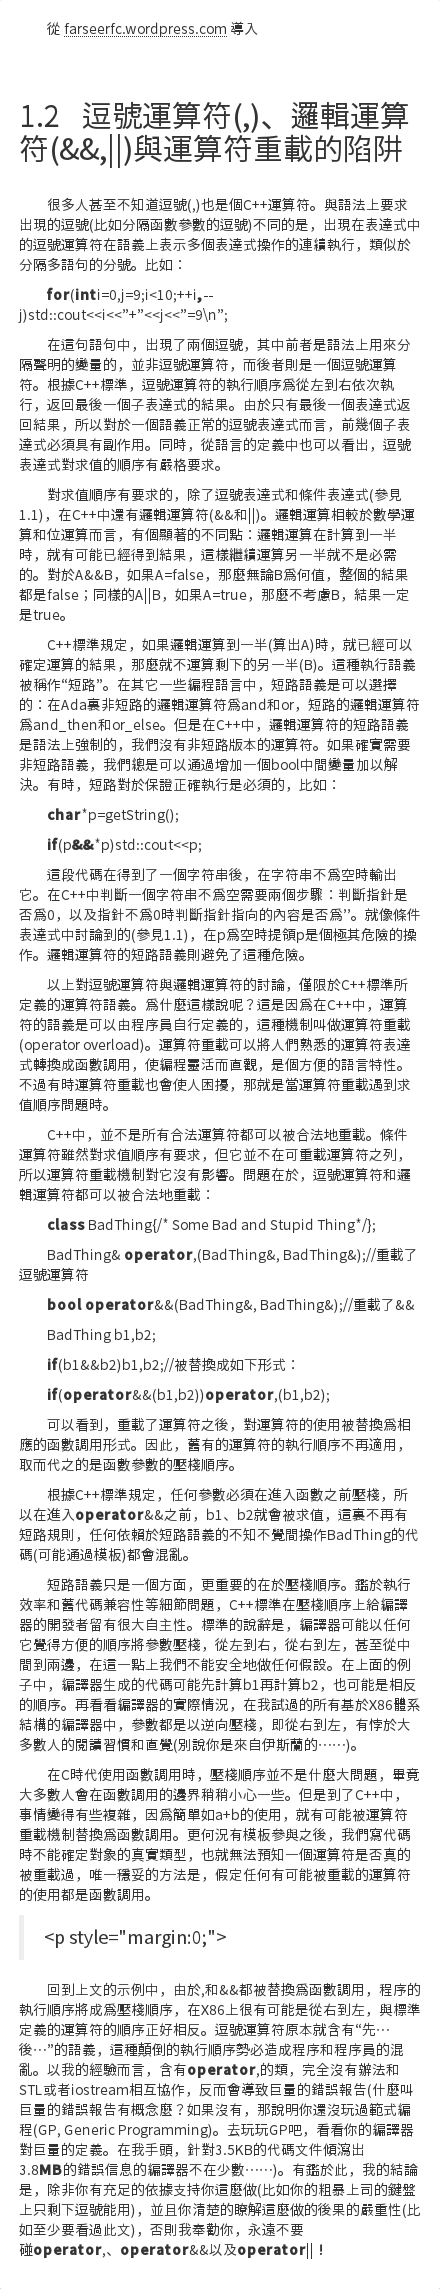 從 farseerfc.wordpress.com 導入
1.2 逗號運算符(,)、邏輯運算
符(&&,||)與運算符重載的陷阱
很多人甚至不知道逗號(,)也是個C++運算符。與語法上要求
出現的逗號(比如分隔函數參數的逗號)不同的是，出現在表達式中
的逗號運算符在語義上表示多個表達式操作的連續執行，類似於
分隔多語句的分號。比如：
for(inti=0,j=9;i<10;++i,--
j)std::cout<<i<<”+”<<j<<”=9\n”;
在這句語句中，出現了兩個逗號，其中前者是語法上用來分
隔聲明的變量的，並非逗號運算符，而後者則是一個逗號運算
符。根據C++標準，逗號運算符的執行順序爲從左到右依次執
行，返回最後一個子表達式的結果。由於只有最後一個表達式返
回結果，所以對於一個語義正常的逗號表達式而言，前幾個子表
達式必須具有副作用。同時，從語言的定義中也可以看出，逗號
表達式對求值的順序有嚴格要求。
對求值順序有要求的，除了逗號表達式和條件表達式(參見
1.1)，在C++中還有邏輯運算符(&&和||)。邏輯運算相較於數學運
算和位運算而言，有個顯著的不同點：邏輯運算在計算到一半
時，就有可能已經得到結果，這樣繼續運算另一半就不是必需
的。對於A&&B，如果A=false，那麼無論B爲何值，整個的結果
都是false；同樣的A||B，如果A=true，那麼不考慮B，結果一定
是true。
C++標準規定，如果邏輯運算到一半(算出A)時，就已經可以
確定運算的結果，那麼就不運算剩下的另一半(B)。這種執行語義
被稱作“短路”。在其它一些編程語言中，短路語義是可以選擇
的：在Ada裏非短路的邏輯運算符爲and和or，短路的邏輯運算符
爲and_then和or_else。但是在C++中，邏輯運算符的短路語義
是語法上強制的，我們沒有非短路版本的運算符。如果確實需要
非短路語義，我們總是可以通過增加一個bool中間變量加以解
決。有時，短路對於保證正確執行是必須的，比如：
char*p=getString();
if(p&&*p)std::cout<<p;
這段代碼在得到了一個字符串後，在字符串不爲空時輸出
它。在C++中判斷一個字符串不爲空需要兩個步驟：判斷指針是
否爲0，以及指針不爲0時判斷指針指向的內容是否爲’’。就像條件
表達式中討論到的(參見1.1)，在p爲空時提領p是個極其危險的操
作。邏輯運算符的短路語義則避免了這種危險。
以上對逗號運算符與邏輯運算符的討論，僅限於C++標準所
定義的運算符語義。爲什麼這樣說呢？這是因爲在C++中，運算
符的語義是可以由程序員自行定義的，這種機制叫做運算符重載
(operator overload)。運算符重載可以將人們熟悉的運算符表達
式轉換成函數調用，使編程靈活而直觀，是個方便的語言特性。
不過有時運算符重載也會使人困擾，那就是當運算符重載遇到求
值順序問題時。
C++中，並不是所有合法運算符都可以被合法地重載。條件
運算符雖然對求值順序有要求，但它並不在可重載運算符之列，
所以運算符重載機制對它沒有影響。問題在於，逗號運算符和邏
輯運算符都可以被合法地重載：
class BadThing{/* Some Bad and Stupid Thing*/};
BadThing& operator,(BadThing&, BadThing&);//重載了
逗號運算符
bool operator&&(BadThing&, BadThing&);//重載了&&
BadThing b1,b2;
if(b1&&b2)b1,b2;//被替換成如下形式：
if(operator&&(b1,b2))operator,(b1,b2);
可以看到，重載了運算符之後，對運算符的使用被替換爲相
應的函數調用形式。因此，舊有的運算符的執行順序不再適用，
取而代之的是函數參數的壓棧順序。
根據C++標準規定，任何參數必須在進入函數之前壓棧，所
以在進入operator&&之前，b1、b2就會被求值，這裏不再有
短路規則，任何依賴於短路語義的不知不覺間操作BadThing的代
碼(可能通過模板)都會混亂。
短路語義只是一個方面，更重要的在於壓棧順序。鑑於執行
效率和舊代碼兼容性等細節問題，C++標準在壓棧順序上給編譯
器的開發者留有很大自主性。標準的說辭是，編譯器可能以任何
它覺得方便的順序將參數壓棧，從左到右，從右到左，甚至從中
間到兩邊，在這一點上我們不能安全地做任何假設。在上面的例
子中，編譯器生成的代碼可能先計算b1再計算b2，也可能是相反
的順序。再看看編譯器的實際情況，在我試過的所有基於X86體系
結構的編譯器中，參數都是以逆向壓棧，即從右到左，有悖於大
多數人的閱讀習慣和直覺(別說你是來自伊斯蘭的……)。
在C時代使用函數調用時，壓棧順序並不是什麼大問題，畢竟
大多數人會在函數調用的邊界稍稍小心一些。但是到了C++中，
事情變得有些複雜，因爲簡單如a+b的使用，就有可能被運算符
重載機制替換爲函數調用。更何況有模板參與之後，我們寫代碼
時不能確定對象的真實類型，也就無法預知一個運算符是否真的
被重載過，唯一穩妥的方法是，假定任何有可能被重載的運算符
的使用都是函數調用。
<p style="margin:0;">
回到上文的示例中，由於,和&&都被替換爲函數調用，程序的
執行順序將成爲壓棧順序，在X86上很有可能是從右到左，與標準
定義的運算符的順序正好相反。逗號運算符原本就含有“先…
後…”的語義，這種顛倒的執行順序勢必造成程序和程序員的混
亂。以我的經驗而言，含有operator,的類，完全沒有辦法和
STL或者iostream相互協作，反而會導致巨量的錯誤報告(什麼叫
巨量的錯誤報告有概念麼？如果沒有，那說明你還沒玩過範式編
程(GP, Generic Programming)。去玩玩GP吧，看看你的編譯器
對巨量的定義。在我手頭，針對3.5KB的代碼文件傾瀉出
3.8MB的錯誤信息的編譯器不在少數……)。有鑑於此，我的結論
是，除非你有充足的依據支持你這麼做(比如你的粗暴上司的鍵盤
上只剩下逗號能用)，並且你清楚的瞭解這麼做的後果的嚴重性(比
如至少要看過此文)，否則我奉勸你，永遠不要
碰operator,、operator&&以及operator||！